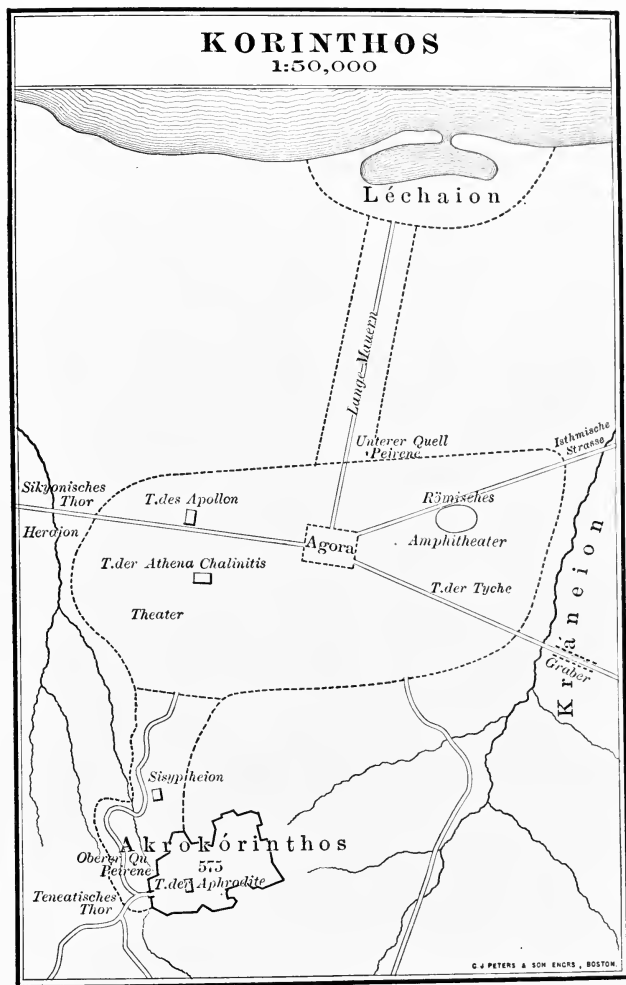 KORINTHOS
1:50,000
Léchaion
Lange Mauern
Unterer Quell
Peirene
Isthmische
Strasse
Sikyonisches
Thor
T.des Apollon
Römisches
Heraion
Agora
Amphitheater
T.der Athena Chalinitis
T.der Tyche
Kráneion
Theater
Gräber
Sisypheion
Akrokórinthos
575
Oberer Qu.
Peirene
T.der Aphrodite
Teneatisches
Thor
C.J.PETERS & SON ENGRS., BOSTON.